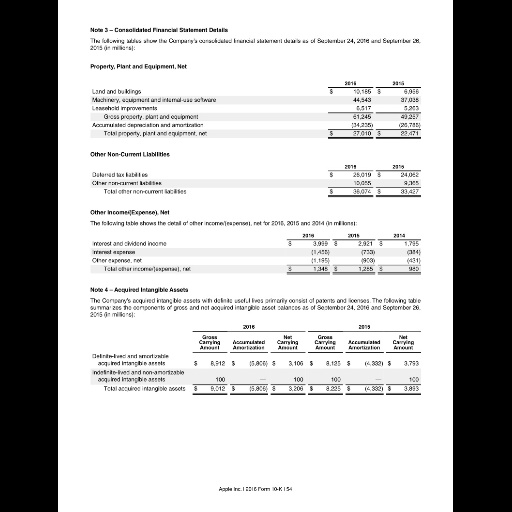 Note 3 – Consolidated Financial Statement Details
The following tables show the Company's consolidated financial statement details as of September 24, 2016 and September 26,
2015 (in millions):
Property, Plant and Equipment, Net
2016 2015
Land and buildings $ 10,185 $ 6,956
Machinery, equipment and internal-use software 44,543 37,038
Leasehold improvements 6,517 5,263
Gross property, plant and equipment 61,245 49,257
Accumulated depreciation and amortization (34,235) (26,786)
Total property, plant and equipment, net $ 27,010 $ 22,471
Other Non-Current Liabilities
2016 2015
Deferred tax liabilities $ 26,019 $ 24,062
Other non-current liabilities 10,055 9,365
Total other non-current liabilities $ 36,074 $ 33,427
Other Income/(Expense), Net
The following table shows the detail of other income/(expense), net for 2016, 2015 and 2014 (in millions):
2016 2015 2014
Interest and dividend income $ 3,999 $ 2,921 $ 1,795
Interest expense (1,456) (733) (384)
Other expense, net (1,195) (903) (431)
Total other income/(expense), net $ 1,348 $ 1,285 $ 980
Note 4 – Acquired Intangible Assets
The Company's acquired intangible assets with definite useful lives primarily consist of patents and licenses. The following table
summarizes the components of gross and net acquired intangible asset balances as of September 24, 2016 and September 26,
2015 (in millions):
2016 2015
Gross Carrying Amount Accumulated Amortization Net Carrying Amount Gross Carrying Amount Accumulated Amortization Net Carrying Amount
Definite-lived and amortizable
acquired intangible assets $ 8,912 $ (5,806) $ 3,106 $ 8,125 $ (4,332) $ 3,793
Indefinite-lived and non-amortizable
acquired intangible assets 100 — 100 100 — 100
Total acquired intangible assets $ 9,012 $ (5,806) $ 3,206 $ 8,225 $ (4,332) $ 3,893
Apple Inc. | 2016 Form 10-K | 54